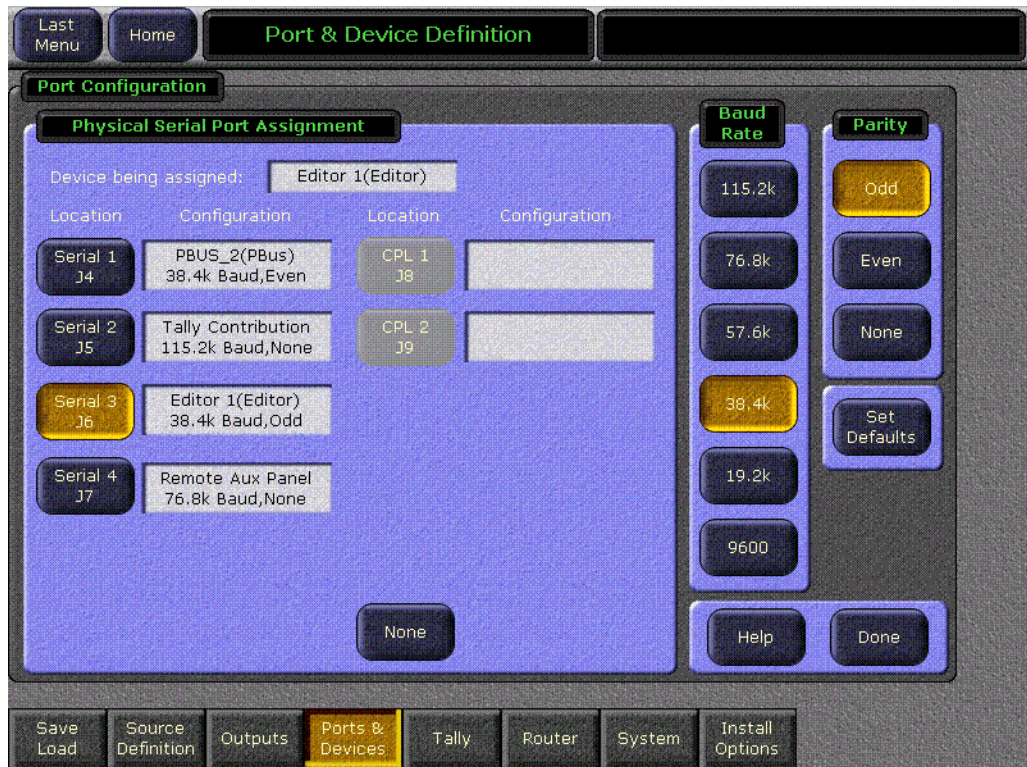 Last
Menu
Home
Port & Device Definition
Port Configuration
Physical Serial Port Assignment
Device being assigned:
Editor 1(Editor)
Location
Configuration
Location
Configuration
Serial 1
J4
PBUS_2(PBus)
38.4k Baud,Even
CPL 1
J8
Serial 2
J5
Tally Contribution
115.2k Baud,None
CPL 2
J9
Serial 3
J6
Editor 1(Editor)
38.4k Baud,Odd
Serial 4
J7
Remote Aux Panel
76.8k Baud,None
None
Baud
Rate
115.2k
76.8k
57.6k
38.4k
19.2k
9600
Parity
Odd
Even
None
Set
Defaults
Help
Done
Save
Load
Source
Definition
Outputs
Ports &
Devices
Tally
Router
System
Install
Options